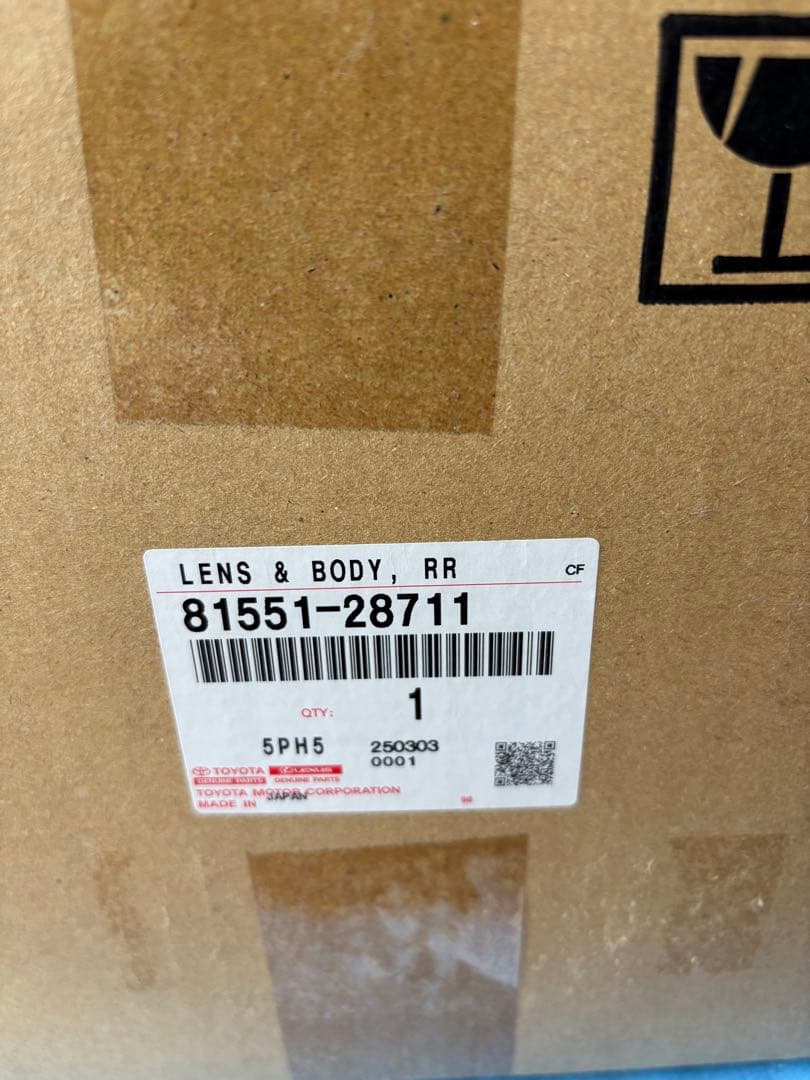 LENS & BODY, RR CF
81551-28711
QTY: 1
5PH5 250303
0001
TOYOTA LEXUS
GENUINE PARTS GENUINE PARTS
TOYOTA MOTOR CORPORATION
MADE IN JAPAN